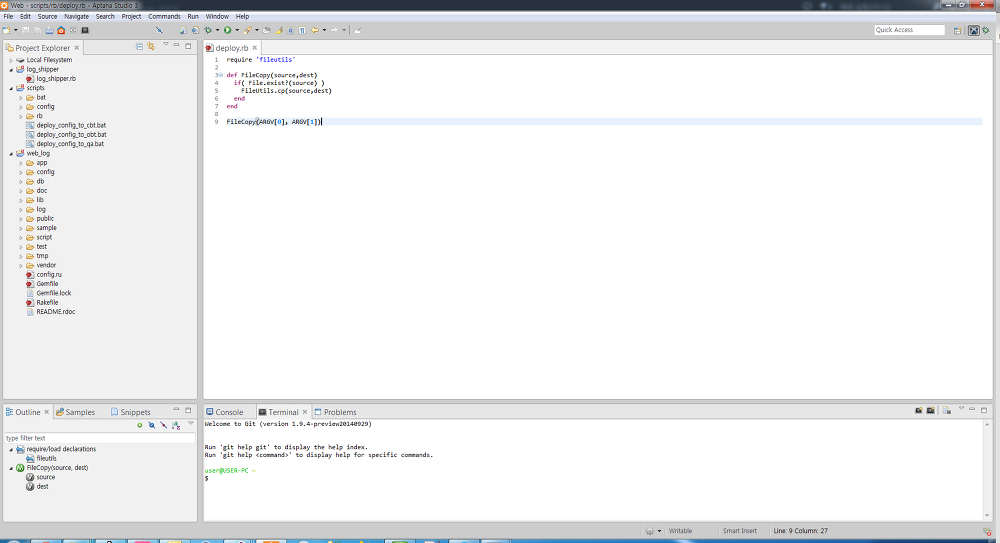 Web - scripts/rb/deploy.rb - Aptana Studio 3
File Edit Source Navigate Search Project Commands Run Window Help
Quick Access
Project Explorer
Local Filesystem
log_shipper
log_shipper.rb
scripts
bat
config
rb
deploy_config_to_cbt.bat
deploy_config_to_obt.bat
deploy_config_to_qa.bat
web_log
app
config
db
doc
lib
log
public
sample
script
test
tmp
vendor
config.ru
Gemfile
Gemfile.lock
Rakefile
README.rdoc
deploy.rb
1 require 'fileutils'
2
3 def FileCopy(source,dest)
4 if( File.exist?(source) )
5 FileUtils.cp(source,dest)
6 end
7 end
8
9 FileCopy(ARGV[0], ARGV[1])
Outline Samples Snippets
type filter text
require/load declarations
fileutils
FileCopy(source, dest)
source
dest
Console Terminal Problems
Welcome to Git (version 1.9.4-preview20140929)
Run 'git help git' to display the help index.
Run 'git help <command>' to display help for specific commands.
user@USER-PC ~
$
Writable Smart Insert Line: 9 Column: 27